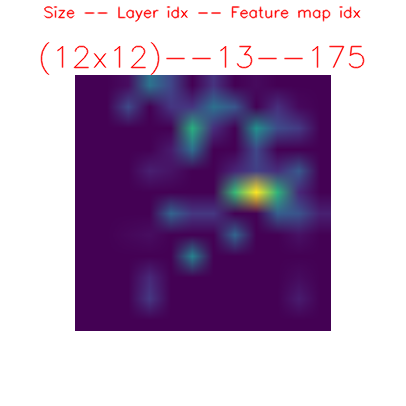 Size -- Layer idx -- Feature map idx
(12x12)--13--175